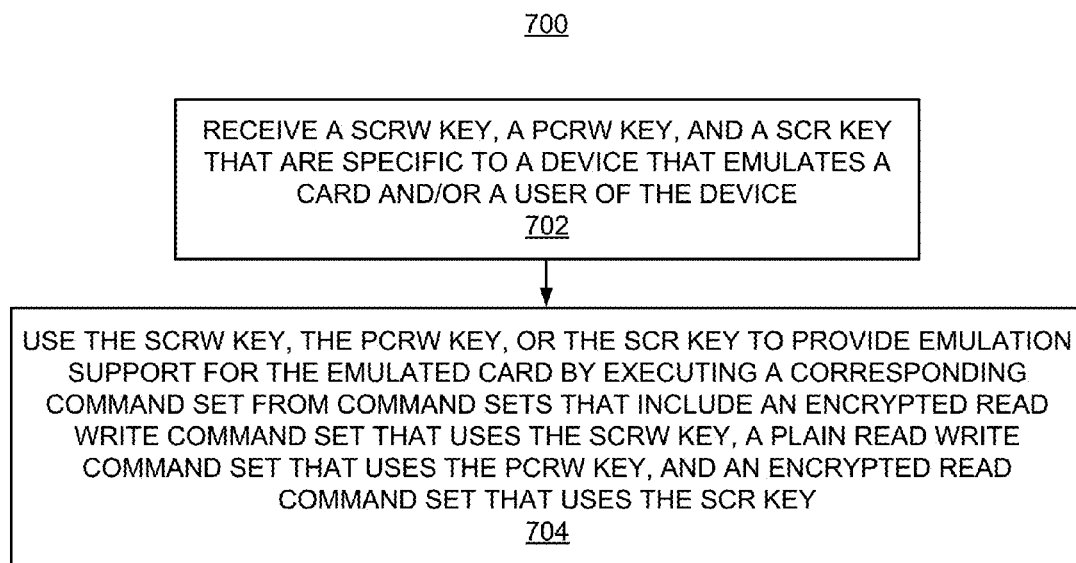 700
RECEIVE A SCRW KEY, A PCRW KEY, AND A SCR KEY
THAT ARE SPECIFIC TO A DEVICE THAT EMULATES A
CARD AND/OR A USER OF THE DEVICE
702
USE THE SCRW KEY, THE PCRW KEY, OR THE SCR KEY TO PROVIDE EMULATION
SUPPORT FOR THE EMULATED CARD BY EXECUTING A CORRESPONDING
COMMAND SET FROM COMMAND SETS THAT INCLUDE AN ENCRYPTED READ
WRITE COMMAND SET THAT USES THE SCRW KEY, A PLAIN READ WRITE
COMMAND SET THAT USES THE PCRW KEY, AND AN ENCRYPTED READ
COMMAND SET THAT USES THE SCR KEY
704